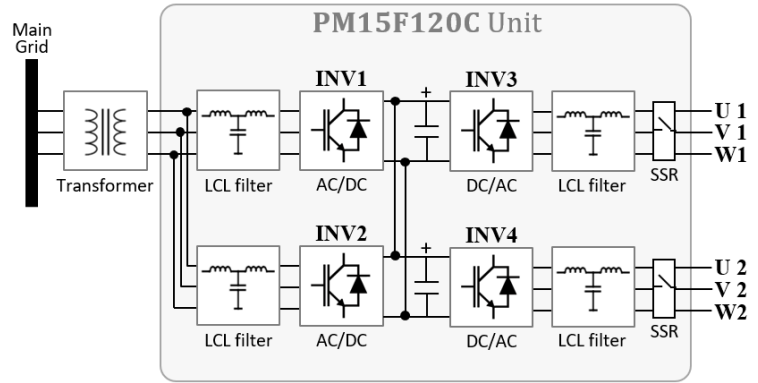 PM15F120C Unit
Main
Grid
Transformer
LCL filter
INV1
AC/DC
+
INV3
DC/AC
LCL filter
SSR
U 1
V 1
W1
LCL filter
INV2
AC/DC
+
INV4
DC/AC
LCL filter
SSR
U 2
V 2
W2